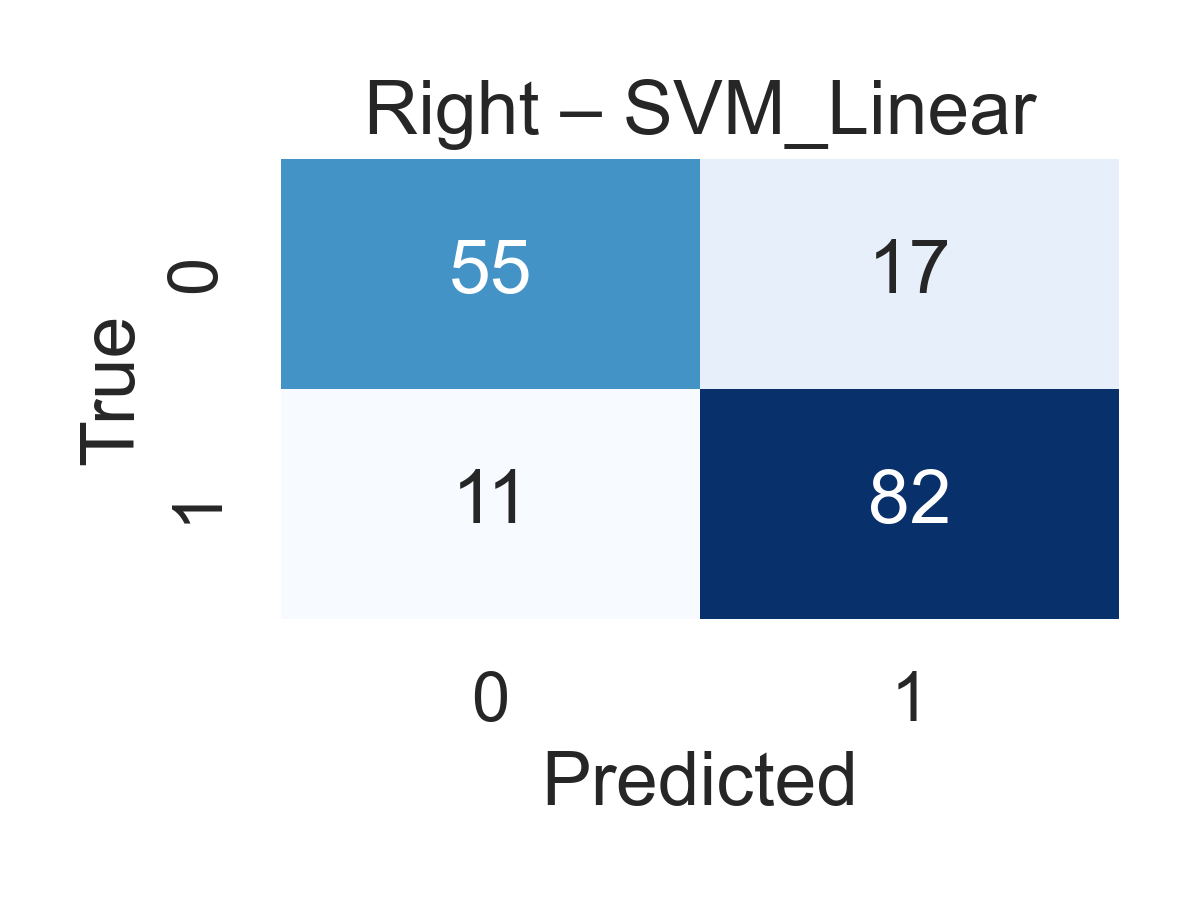 Right – SVM_Linear
True
0
55
17
1
11
82
0
1
Predicted